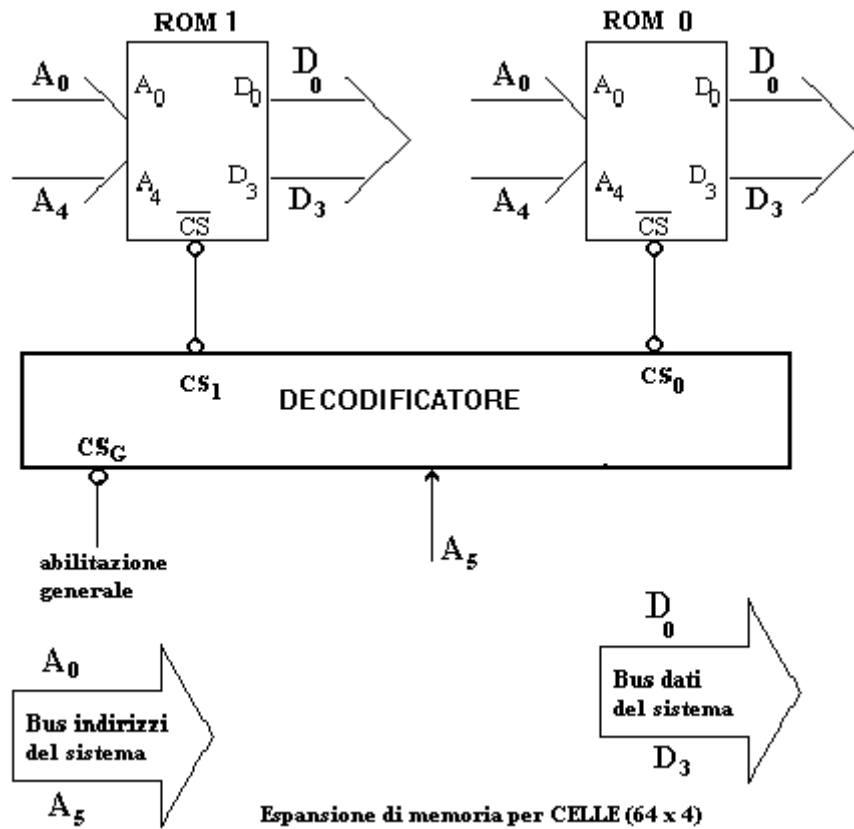 ROM 1
ROM 0
A0 A0 D0 D0
A0 A0 D0 D0
A4 A4 D3 D3
A4 A4 D3 D3
CS
CS
CS1
CS0
DECODIFICATORE
CSG
abilitazione
generale
A5
A0
Bus indirizzi
del sistema
A5
D0
Bus dati
del sistema
D3
Espansione di memoria per CELLE (64 x 4)